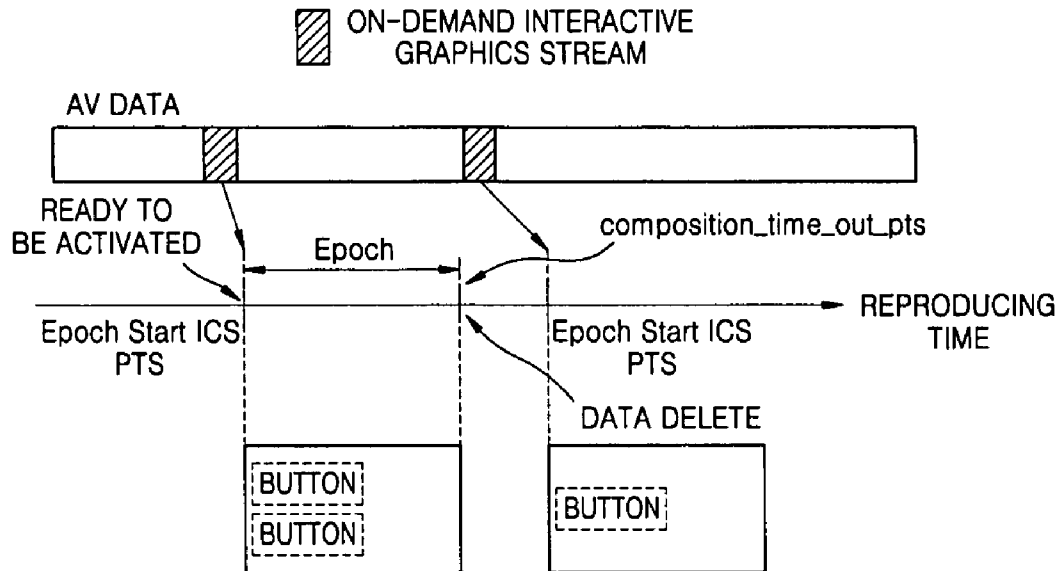 ON-DEMAND INTERACTIVE
GRAPHICS STREAM
AV DATA
READY TO
BE ACTIVATED
Epoch
composition_time_out_pts
REPRODUCING
TIME
Epoch Start ICS
PTS
Epoch Start ICS
PTS
DATA DELETE
BUTTON
BUTTON
BUTTON